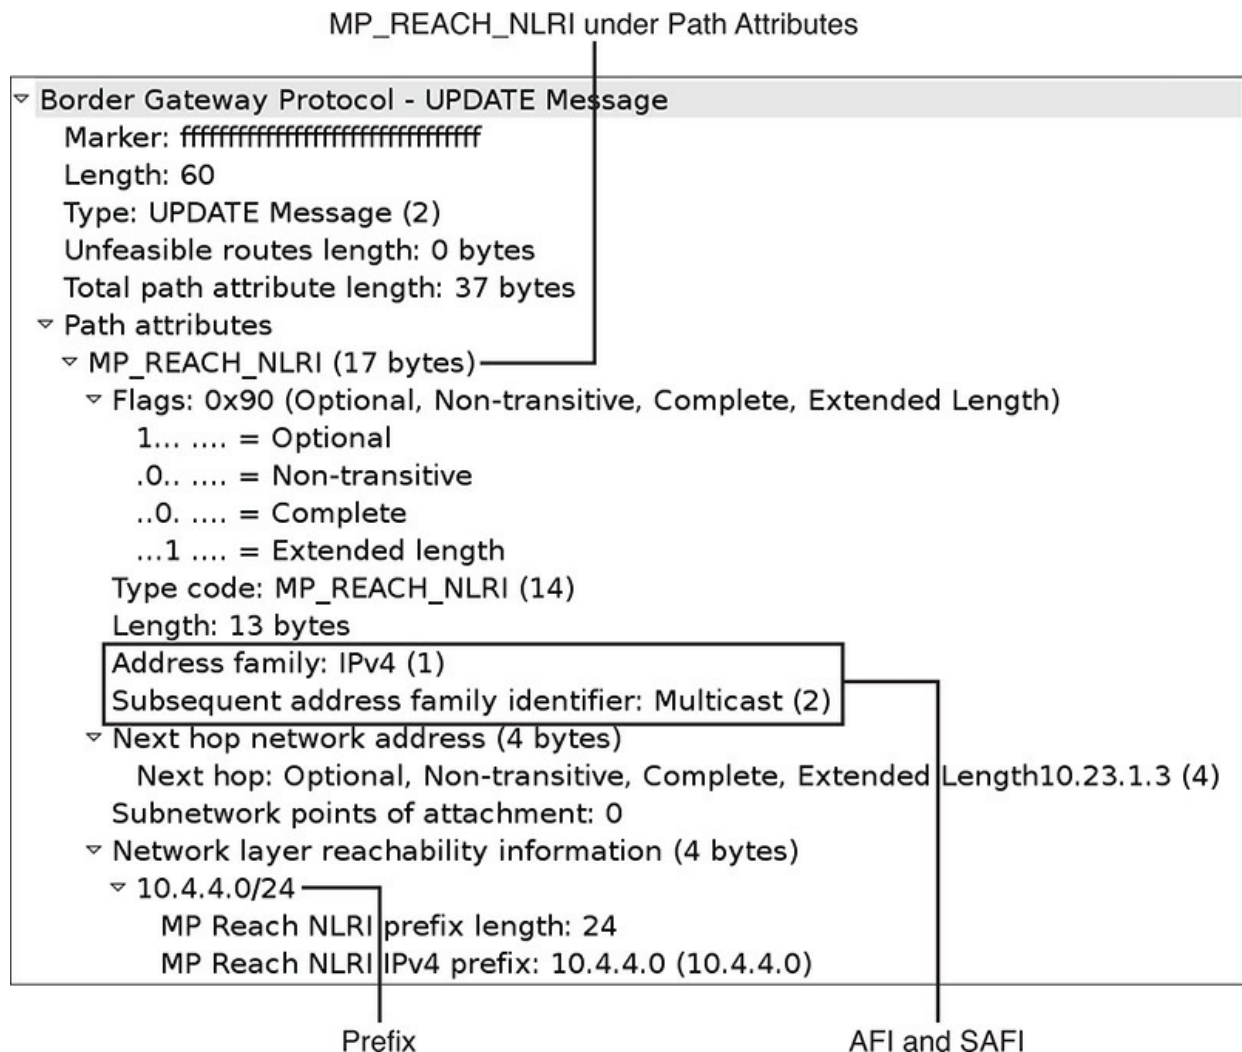 MP_REACH_NLRI under Path Attributes
Border Gateway Protocol - UPDATE Message
Marker: ffffffffffffffffffffffffffffffff
Length: 60
Type: UPDATE Message (2)
Unfeasible routes length: 0 bytes
Total path attribute length: 37 bytes
Path attributes
MP_REACH_NLRI (17 bytes)
Flags: 0x90 (Optional, Non-transitive, Complete, Extended Length)
1... .... = Optional
.0.. .... = Non-transitive
..0. .... = Complete
...1 .... = Extended length
Type code: MP_REACH_NLRI (14)
Length: 13 bytes
Address family: IPv4 (1)
Subsequent address family identifier: Multicast (2)
Next hop network address (4 bytes)
Next hop: Optional, Non-transitive, Complete, Extended Length10.23.1.3 (4)
Subnetwork points of attachment: 0
Network layer reachability information (4 bytes)
10.4.4.0/24
MP Reach NLRI prefix length: 24
MP Reach NLRI IPv4 prefix: 10.4.4.0 (10.4.4.0)
Prefix
AFI and SAFI